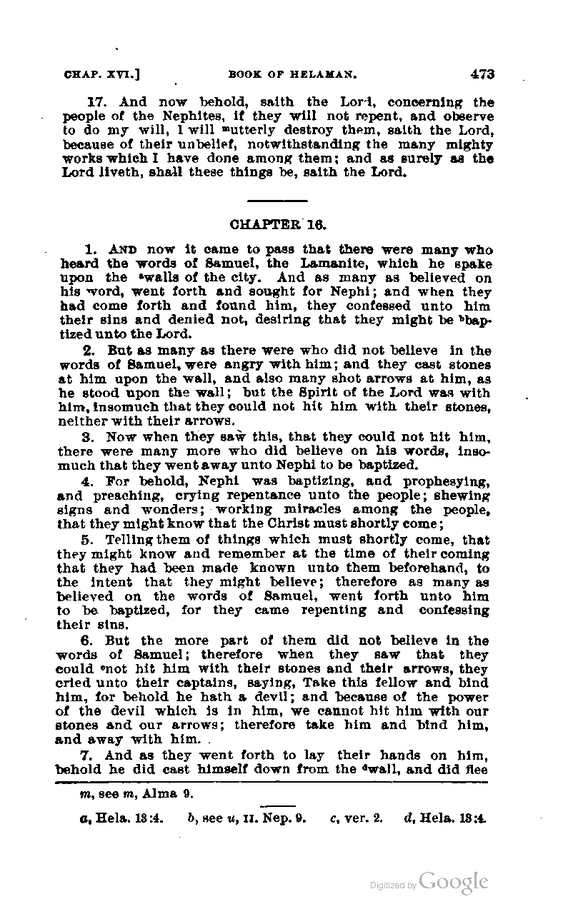 CHAP. XVI.] BOOK OF HELAMAN. 473
17. And now behold, saith the Lord, concerning the
people of the Nephites, if they will not repent, and observe
to do my will, I will ᵐutterly destroy them, saith the Lord,
because of their unbelief, notwithstanding the many mighty
works which I have done among them; and as surely as the
Lord liveth, shall these things be, saith the Lord.
CHAPTER 16.
1. AND now it came to pass that there were many who
heard the words of Samuel, the Lamanite, which he spake
upon the ᵃwalls of the city. And as many as believed on
his word, went forth and sought for Nephi; and when they
had come forth and found him, they confessed unto him
their sins and denied not, desiring that they might be ᵇbap-
tized unto the Lord.
2. But as many as there were who did not believe in the
words of Samuel, were angry with him; and they cast stones
at him upon the wall, and also many shot arrows at him, as
he stood upon the wall; but the Spirit of the Lord was with
him, insomuch that they could not hit him with their stones,
neither with their arrows.
3. Now when they saw this, that they could not hit him,
there were many more who did believe on his words, inso-
much that they went away unto Nephi to be baptized.
4. For behold, Nephi was baptizing, and prophesying,
and preaching, crying repentance unto the people; shewing
signs and wonders; working miracles among the people,
that they might know that the Christ must shortly come;
5. Telling them of things which must shortly come, that
they might know and remember at the time of their coming
that they had been made known unto them beforehand, to
the intent that they might believe; therefore as many as
believed on the words of Samuel, went forth unto him
to be baptized, for they came repenting and confessing
their sins.
6. But the more part of them did not believe in the
words of Samuel; therefore when they saw that they
could ᶜnot hit him with their stones and their arrows, they
cried unto their captains, saying, Take this fellow and bind
him, for behold he hath a devil; and because of the power
of the devil which is in him, we cannot hit him with our
stones and our arrows; therefore take him and bind him,
and away with him.
7. And as they went forth to lay their hands on him,
behold he did cast himself down from the ᵈwall, and did flee
m, see m, Alma 9.
a, Hela. 13:4. b, see u, II. Nep. 9. c, ver. 2. d, Hela. 13:4.
Digitized by Google